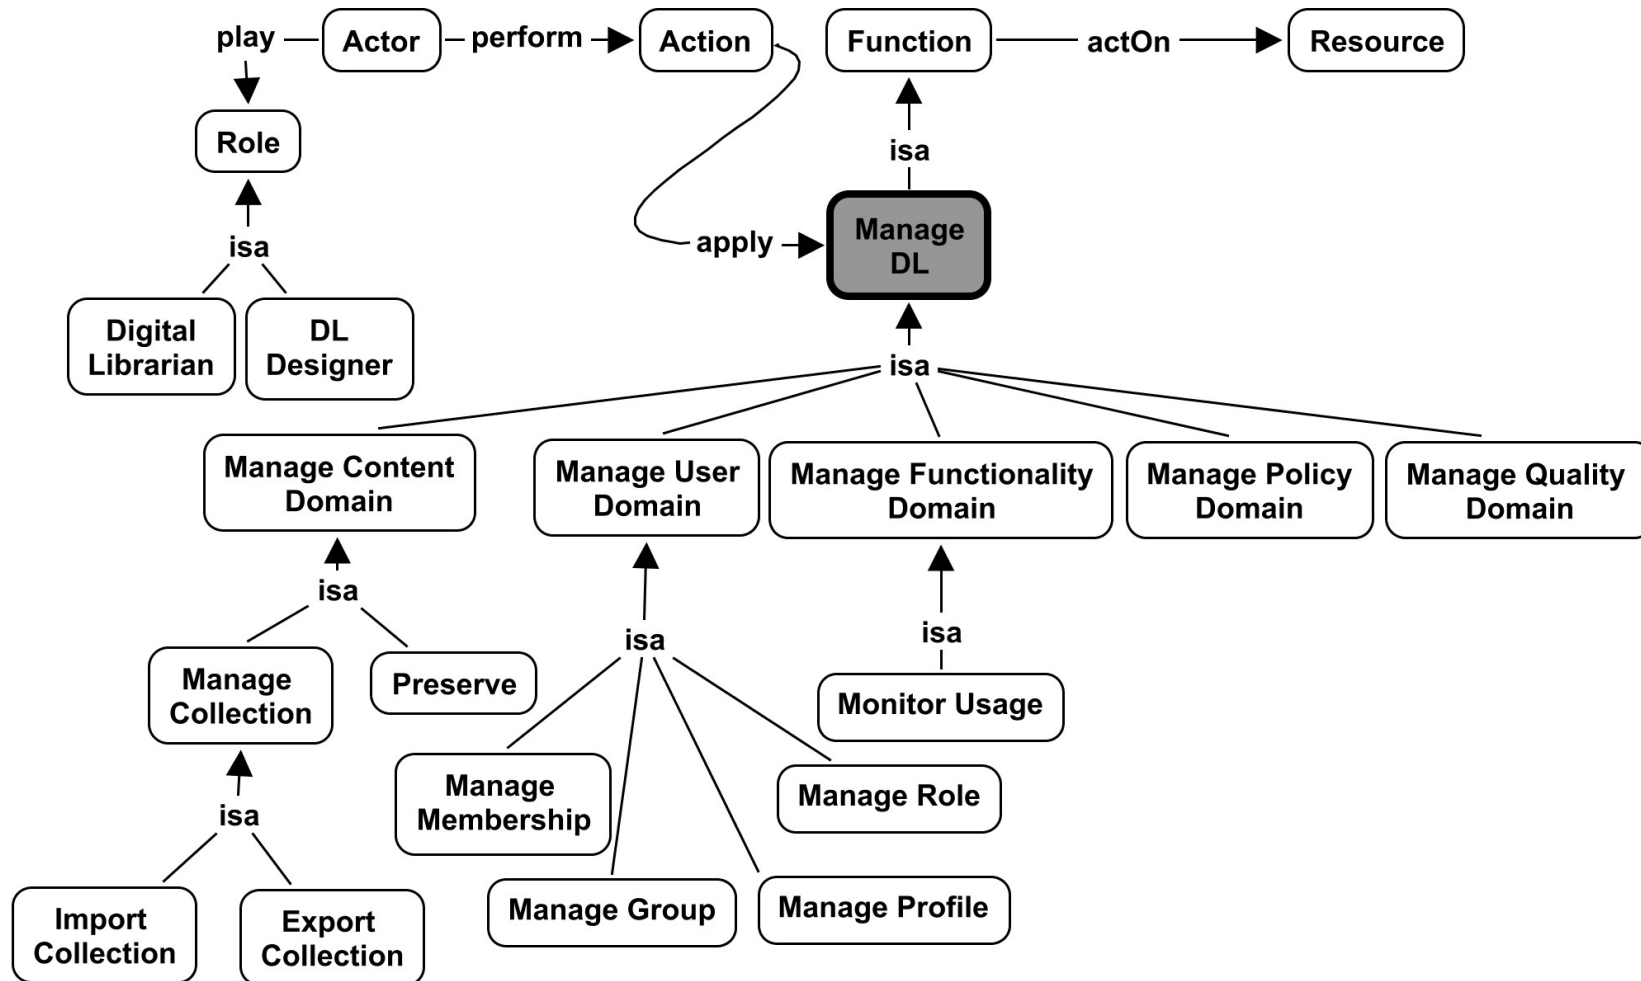 play
Actor
perform
Action
Function
actOn
Resource
Role
isa
isa
Manage
DL
apply
Digital
Librarian
DL
Designer
isa
Manage Content
Domain
Manage User
Domain
Manage Functionality
Domain
Manage Policy
Domain
Manage Quality
Domain
isa
isa
isa
Manage
Collection
Preserve
Monitor Usage
Manage
Membership
Manage Role
isa
Import
Collection
Export
Collection
Manage Group
Manage Profile